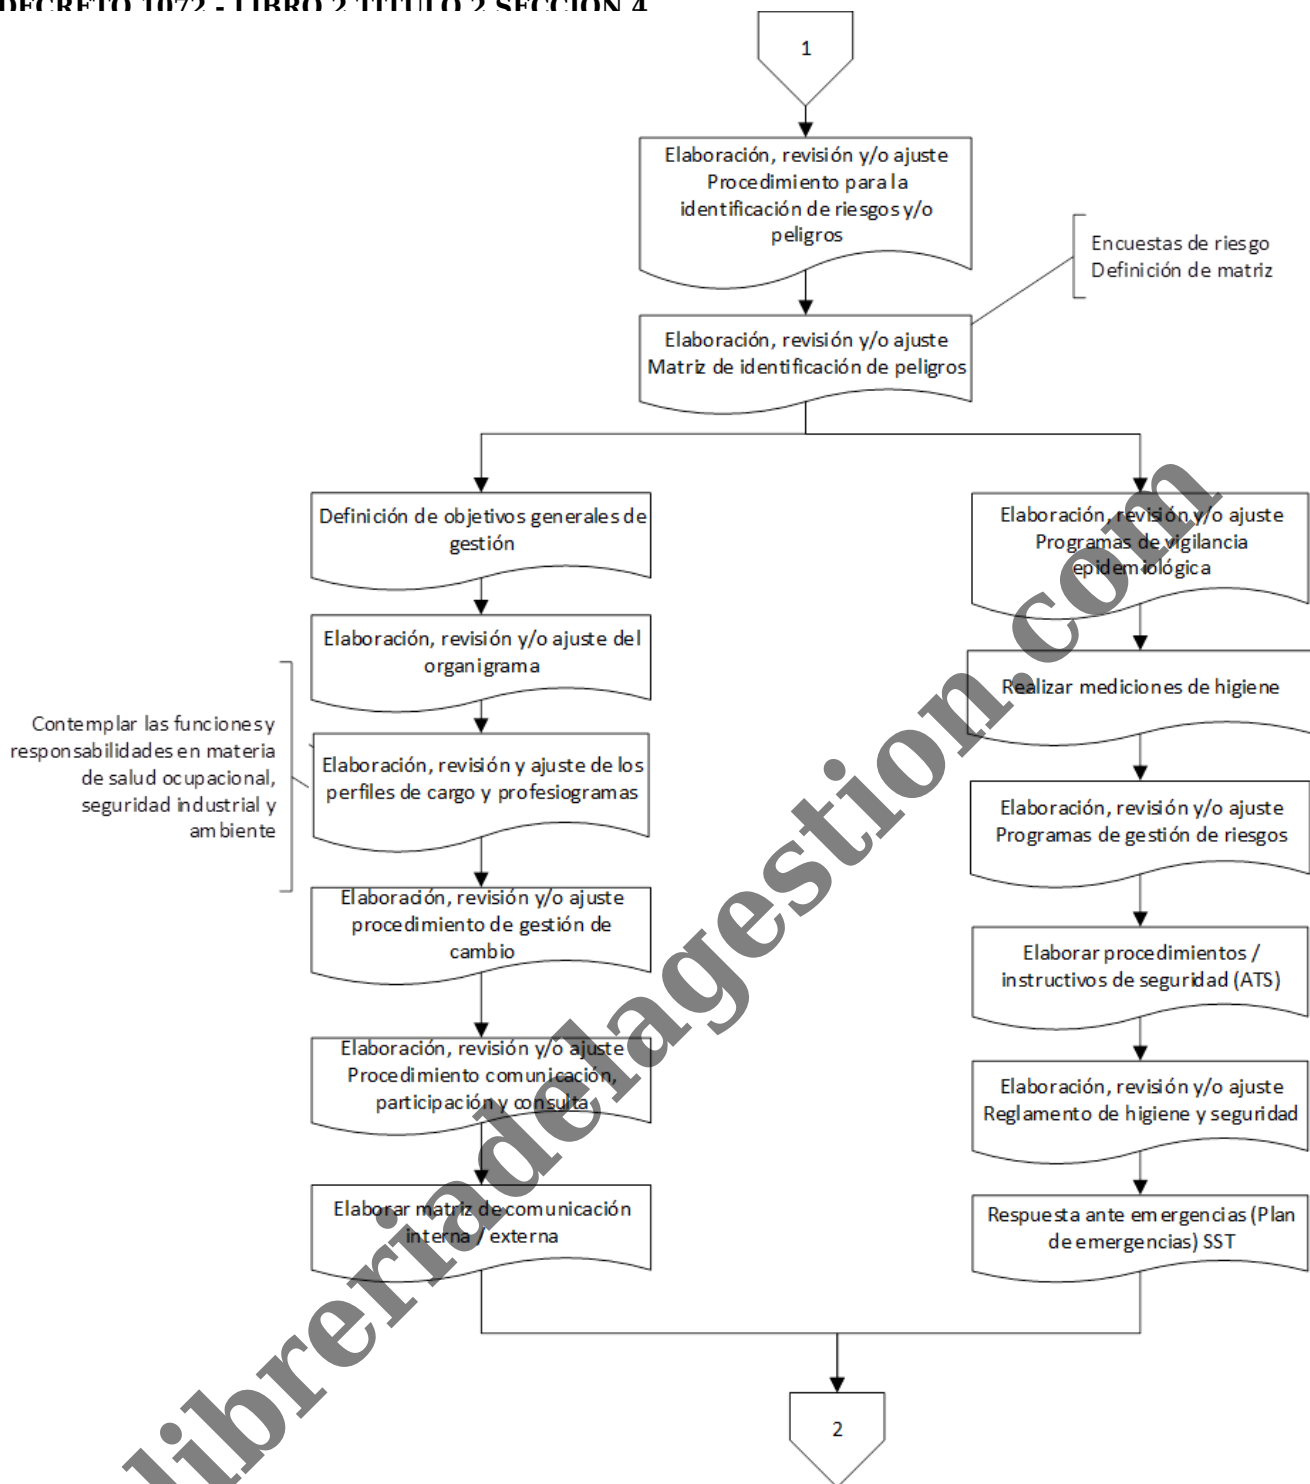 DECRETO 1072 - LIBRO 2 TITULO 2 SECCION 4
1
Elaboración, revisión y/o ajuste
Procedimiento para la
identificación de riesgos y/o
peligros
Encuestas de riesgo
Definición de matriz
Elaboración, revisión y/o ajuste
Matriz de identificación de peligros
Definición de objetivos generales de
gestión
Elaboración, revisión y/o ajuste del
organigrama
Contemplar las funciones y
responsabilidades en materia
de salud ocupacional,
seguridad industrial y
ambiente
Elaboración, revisión y ajuste de los
perfiles de cargo y profesiogramas
Elaboración, revisión y/o ajuste
procedimiento de gestión de
cambio
Elaboración, revisión y/o ajuste
Procedimiento comunicación,
participación y consulta
Elaborar matriz de comunicación
interna / externa
Elaboración, revisión y/o ajuste
Programas de vigilancia
epidemiológica
Realizar mediciones de higiene
Elaboración, revisión y/o ajuste
Programas de gestión de riesgos
Elaborar procedimientos /
instructivos de seguridad (ATS)
Elaboración, revisión y/o ajuste
Reglamento de higiene y seguridad
Respuesta ante emergencias (Plan
de emergencias) SST
2
libreriadelagestion.com